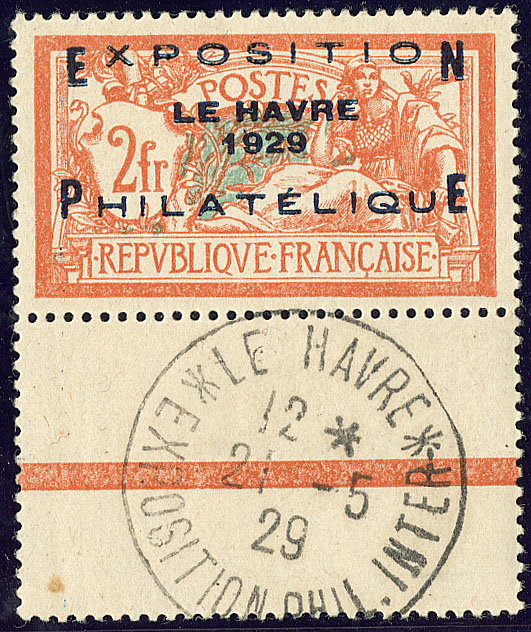 EXPOSITION
POSTES
LE HAVRE
1929
2fr
PHILATÉLIQUE
REPVBLIQVE·FRANÇAISE
LE HAVRE
12 *
21 -5
29
EXPOSITION PHIL. INTER